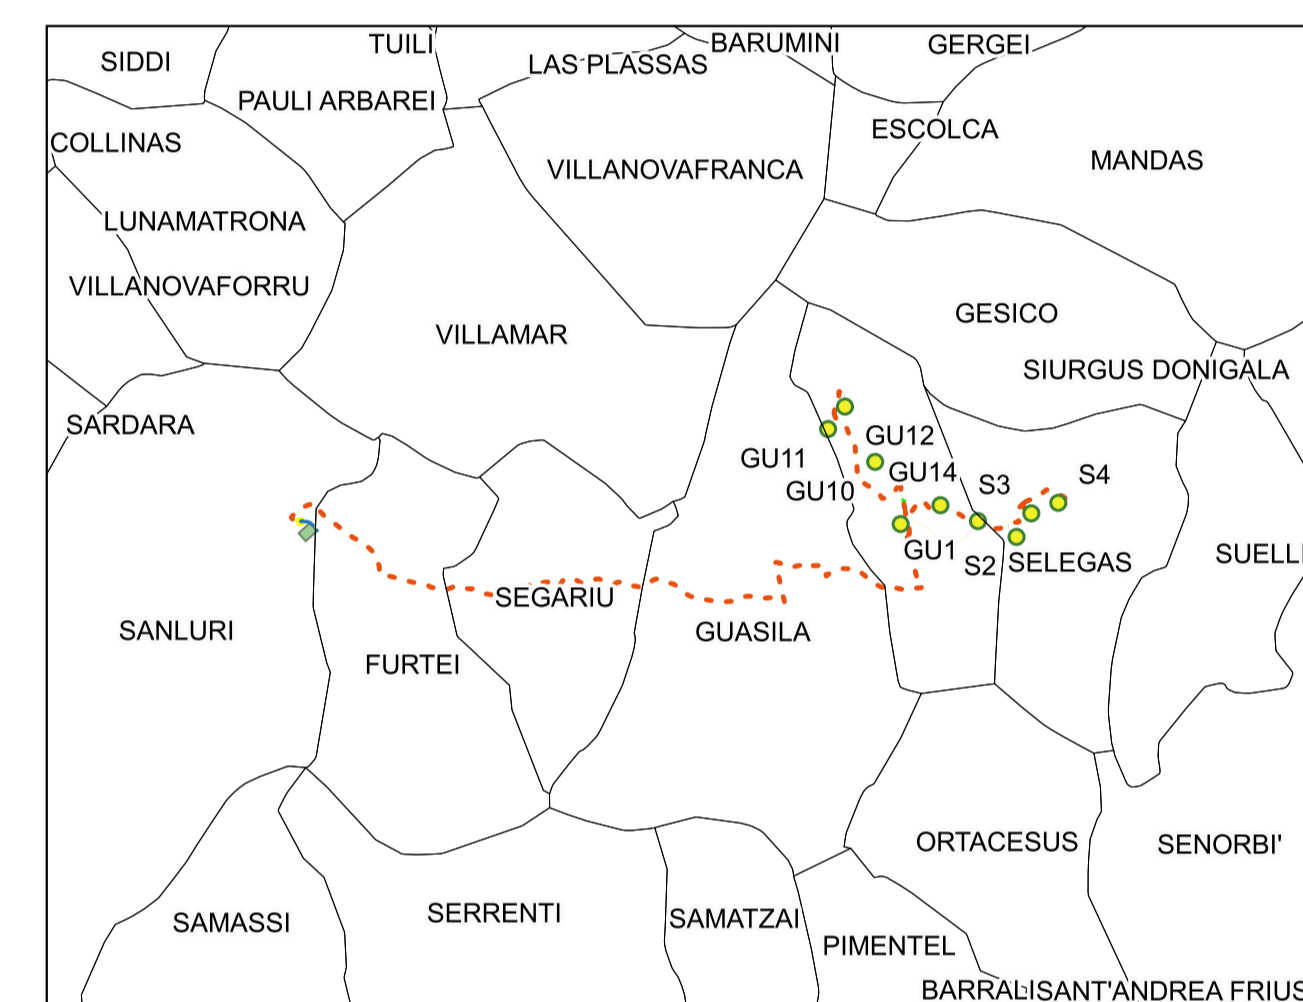 TUILI
BARUMINI
GERGEI
SIDDI
LAS PLASSAS
PAULI ARBAREI
ESCOLCA
COLLINAS
MANDAS
VILLANOVAFRANCA
LUNAMATRONA
VILLANOVAFORRU
GESICO
VILLAMAR
SIURGUS DONIGALA
SARDARA
GU12
GU11
GU14
S4
GU10
S3
GU1
SUELL
S2
SELEGAS
SEGARIU
SANLURI
GUASILA
FURTEI
ORTACESUS
SENORBI'
SERRENTI
SAMATZAI
SAMASSI
PIMENTEL
BARRALI
SANT'ANDREA FRIUS